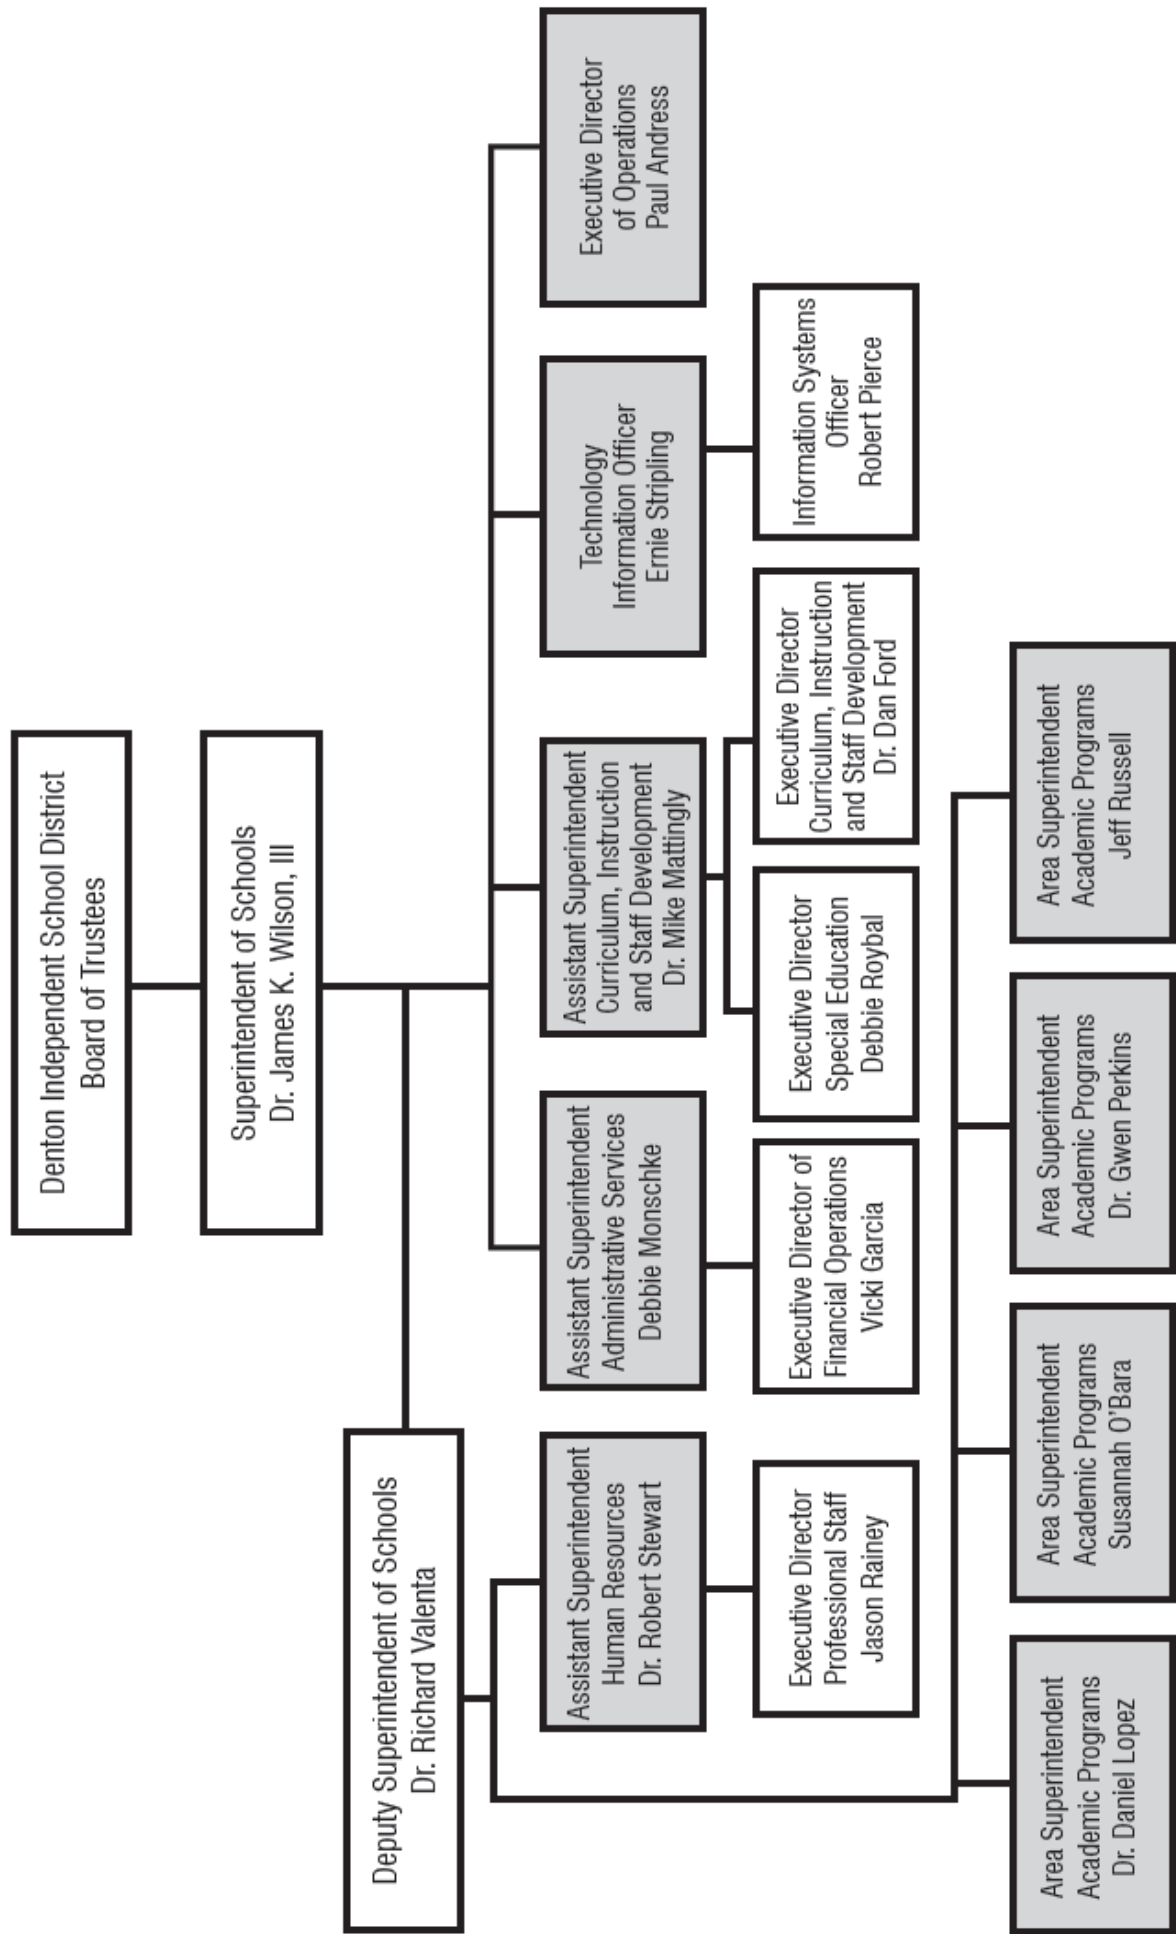 Denton Independent School District
Board of Trustees
Superintendent of Schools
Dr. James K. Wilson, III
Deputy Superintendent of Schools
Dr. Richard Valenta
Assistant Superintendent
Human Resources
Dr. Robert Stewart
Assistant Superintendent
Administrative Services
Debbie Monschke
Assistant Superintendent
Curriculum, Instruction
and Staff Development
Dr. Mike Mattingly
Technology
Information Officer
Ernie Stripling
Executive Director
of Operations
Paul Andress
Executive Director
Professional Staff
Jason Rainey
Executive Director of
Financial Operations
Vicki Garcia
Executive Director
Special Education
Debbie Roybal
Executive Director
Curriculum, Instruction
and Staff Development
Dr. Dan Ford
Information Systems
Officer
Robert Pierce
Area Superintendent
Academic Programs
Dr. Daniel Lopez
Area Superintendent
Academic Programs
Susannah O'Bara
Area Superintendent
Academic Programs
Dr. Gwen Perkins
Area Superintendent
Academic Programs
Jeff Russell